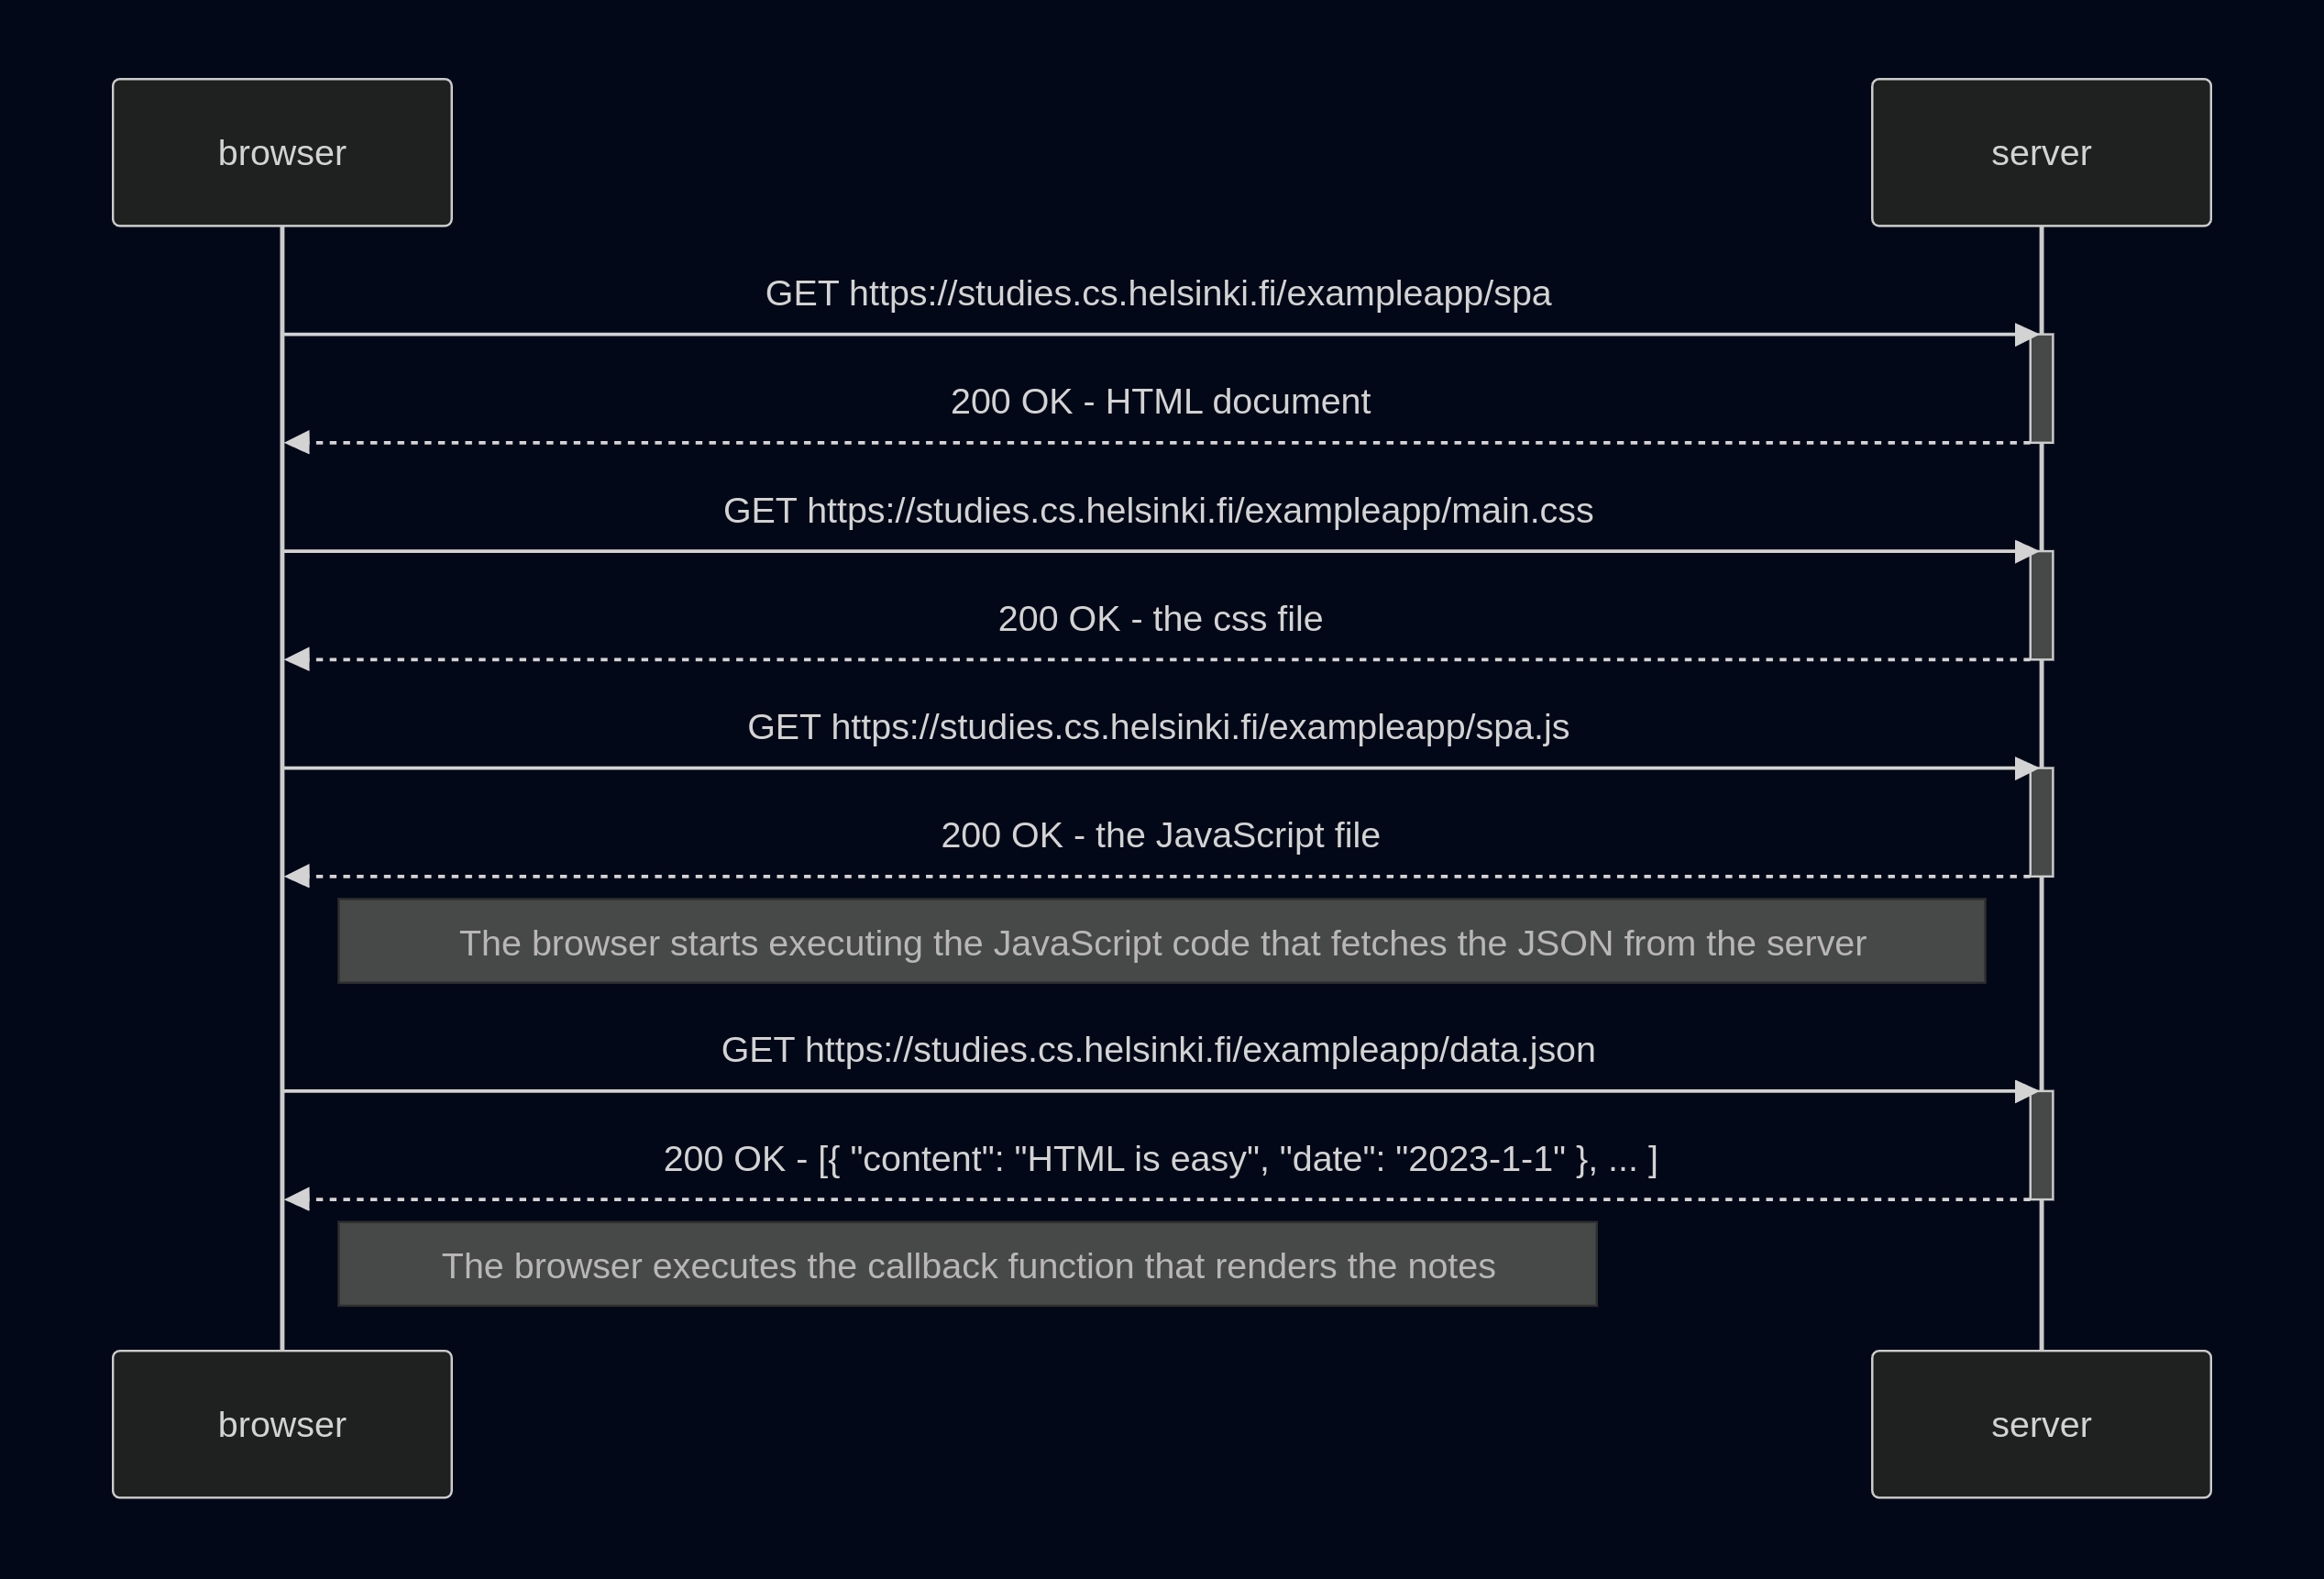 browser
server
GET https://studies.cs.helsinki.fi/exampleapp/spa
200 OK - HTML document
GET https://studies.cs.helsinki.fi/exampleapp/main.css
200 OK - the css file
GET https://studies.cs.helsinki.fi/exampleapp/spa.js
200 OK - the JavaScript file
The browser starts executing the JavaScript code that fetches the JSON from the server
GET https://studies.cs.helsinki.fi/exampleapp/data.json
200 OK - [{ "content": "HTML is easy", "date": "2023-1-1" }, ... ]
The browser executes the callback function that renders the notes
browser
server